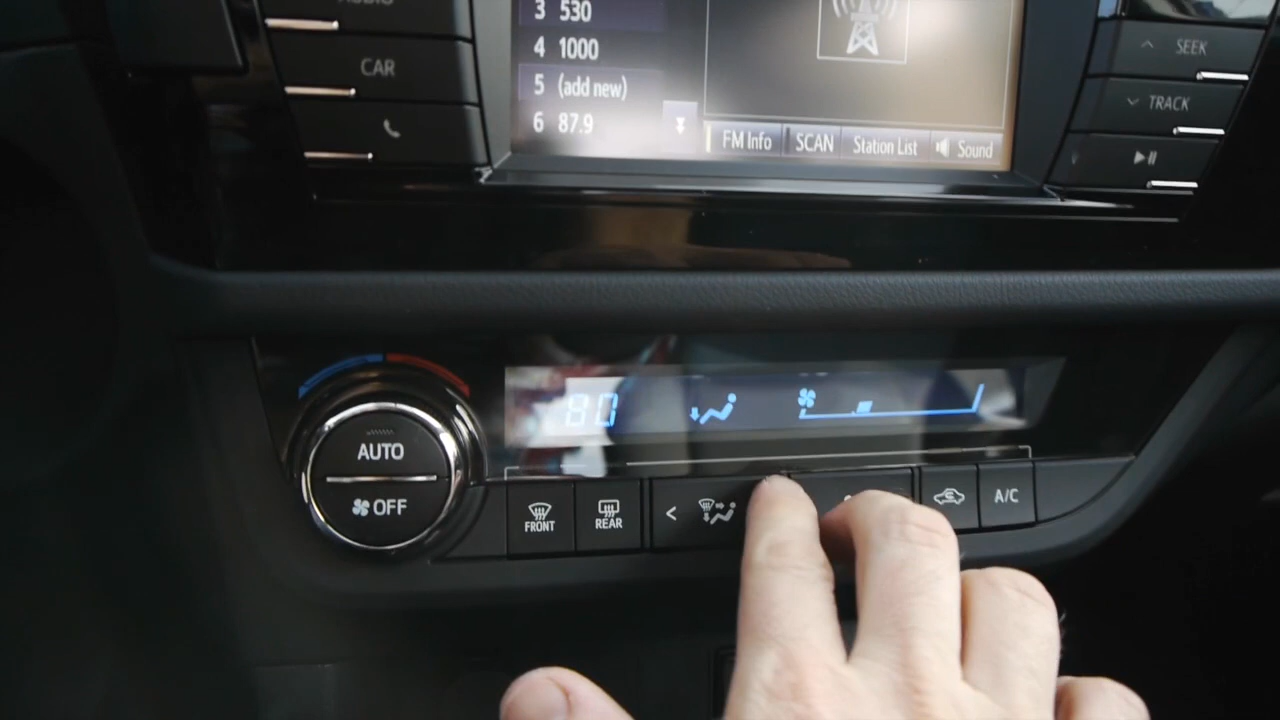 AUDIO
CAR
3 530
4 1000
5 (add new)
6 87.9
FM Info
SCAN
Station List
Sound
SEEK
TRACK
80
AUTO
OFF
FRONT
REAR
<
A/C